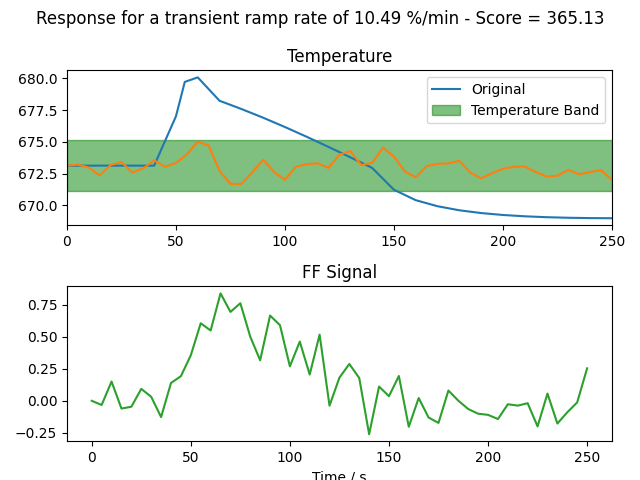 Response for a transient ramp rate of 10.49 %/min - Score = 365.13
Temperature
680.0
677.5
675.0
672.5
670.0
Original
Temperature Band
0 50 100 150 200 250
FF Signal
0.75
0.50
0.25
0.00
−0.25
0 50 100 150 200 250
Time / s